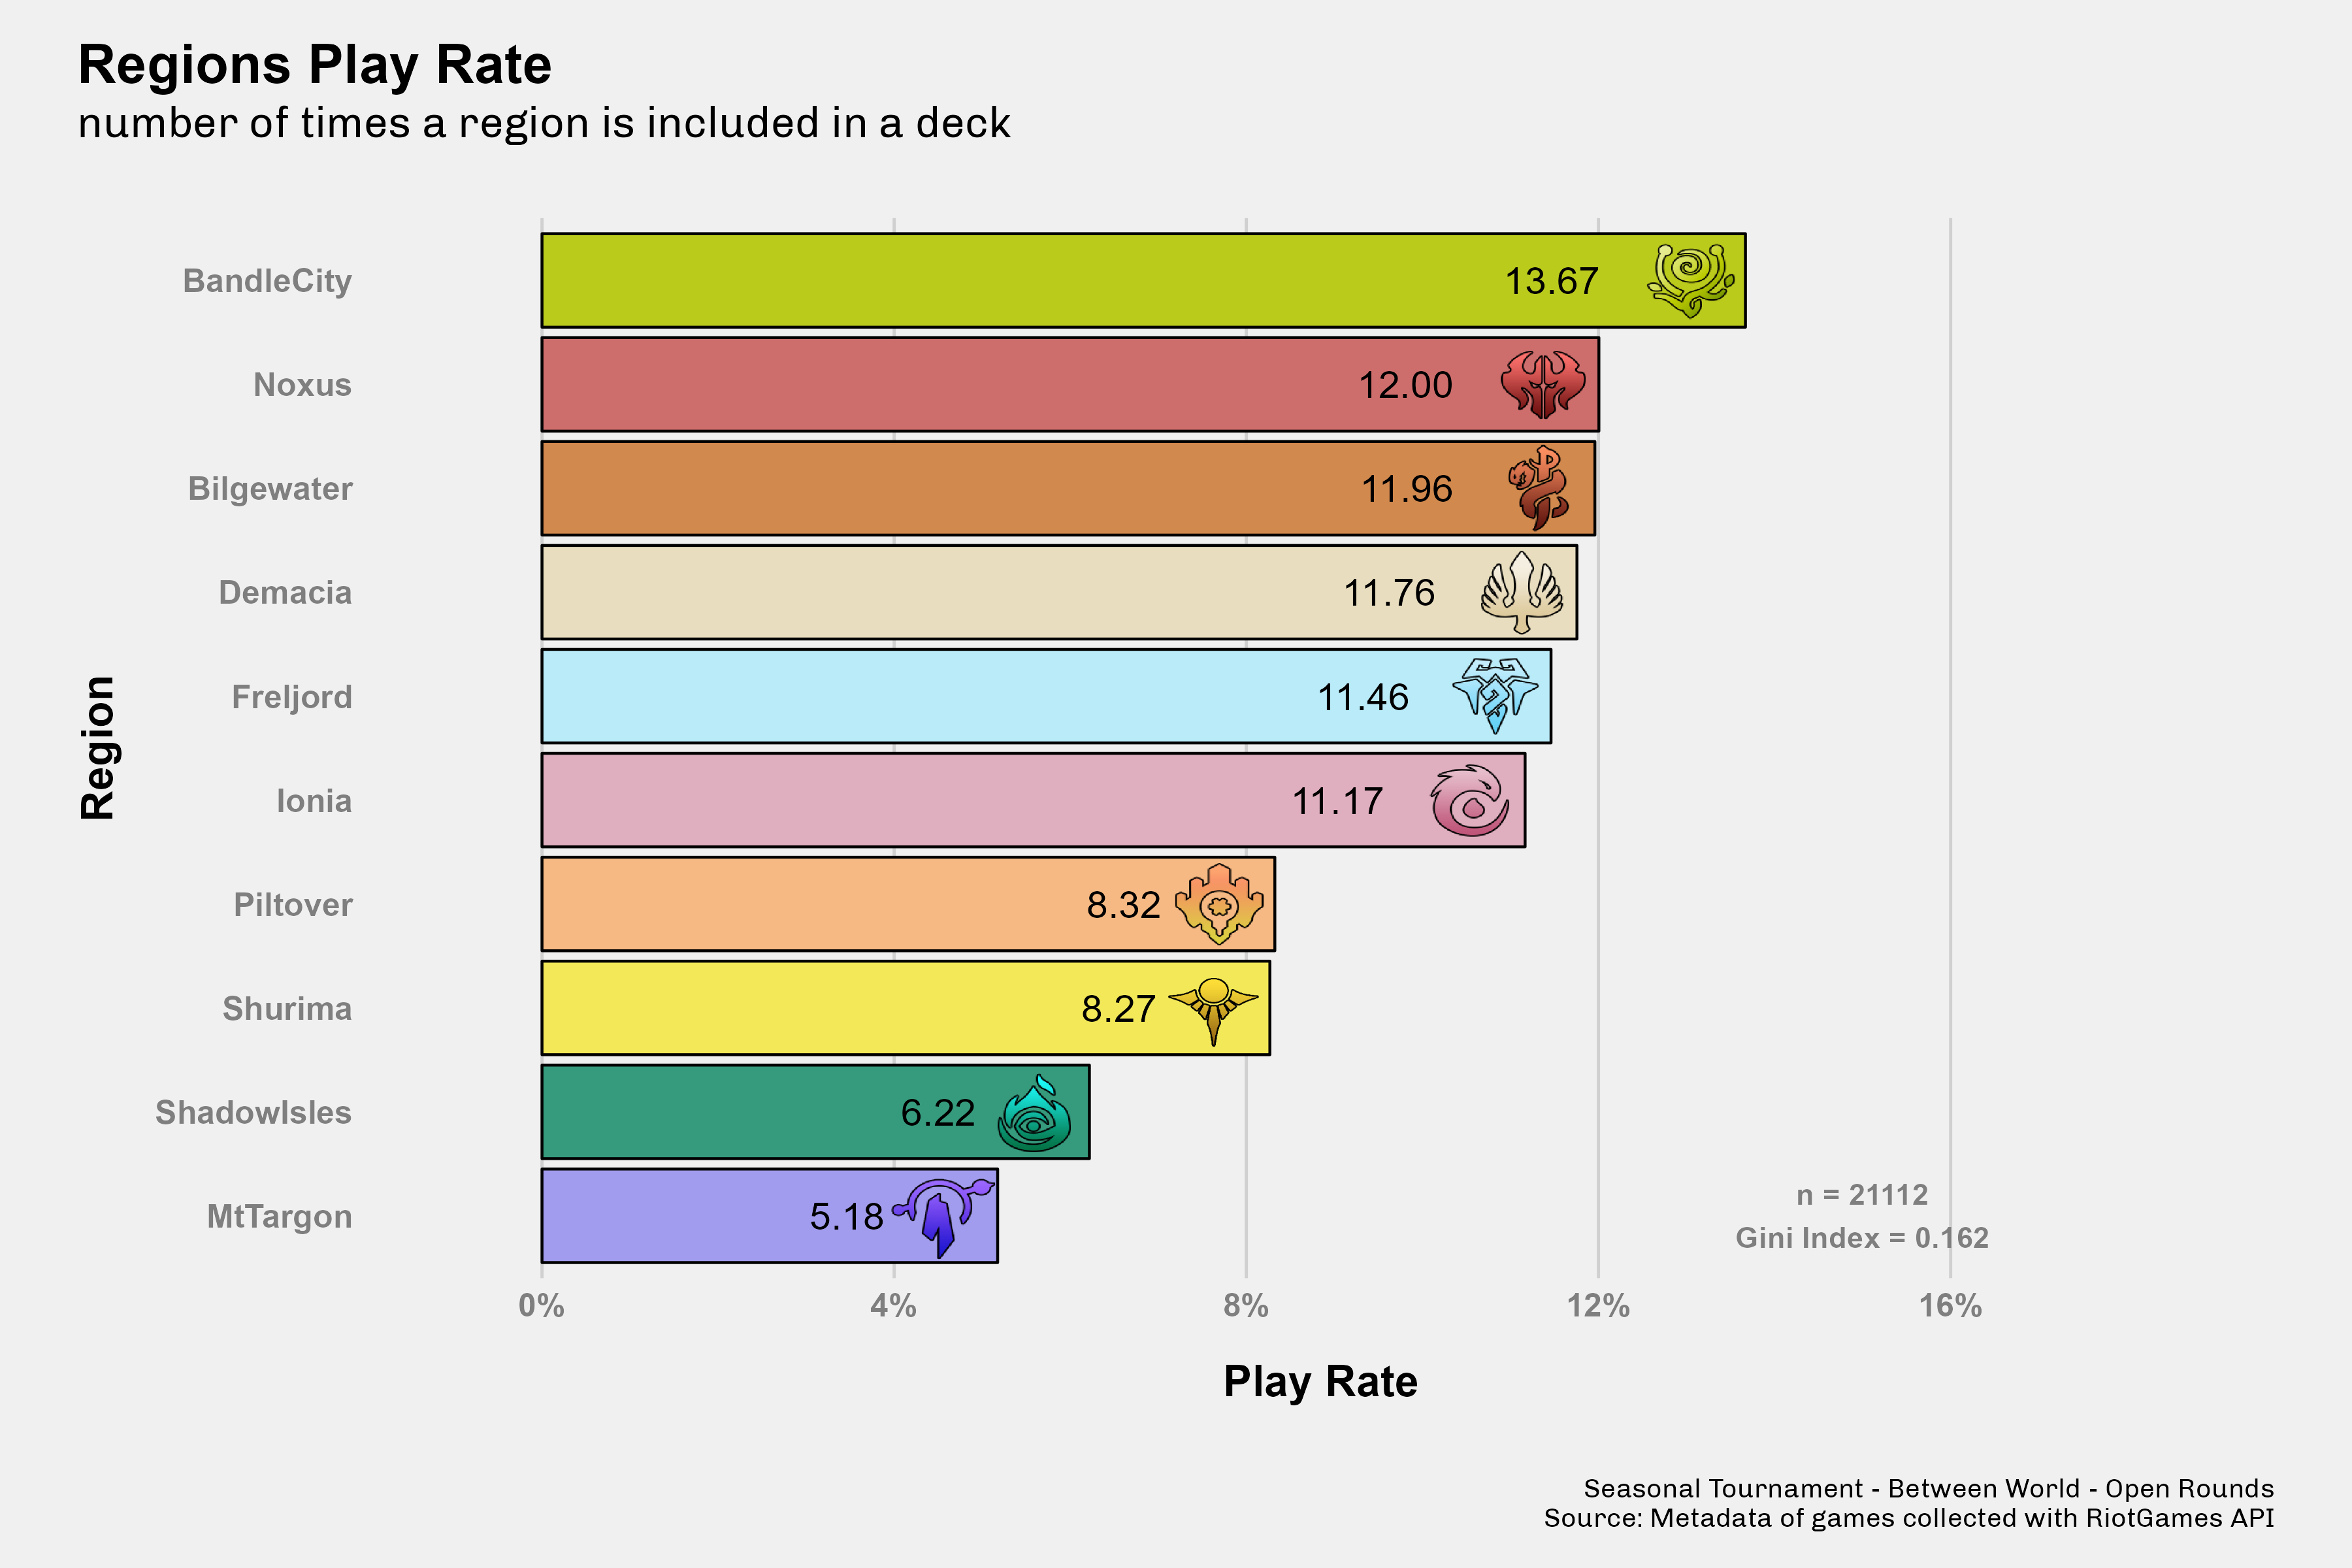 Regions Play Rate
number of times a region is included in a deck
BandleCity
13.67
Noxus
12.00
Bilgewater
11.96
Demacia
11.76
Freljord
11.46
Ionia
11.17
Piltover
8.32
Shurima
8.27
ShadowIsles
6.22
MtTargon
5.18
Region
n = 21112
Gini Index = 0.162
0% 4% 8% 12% 16%
Play Rate
Seasonal Tournament - Between World - Open Rounds
Source: Metadata of games collected with RiotGames API